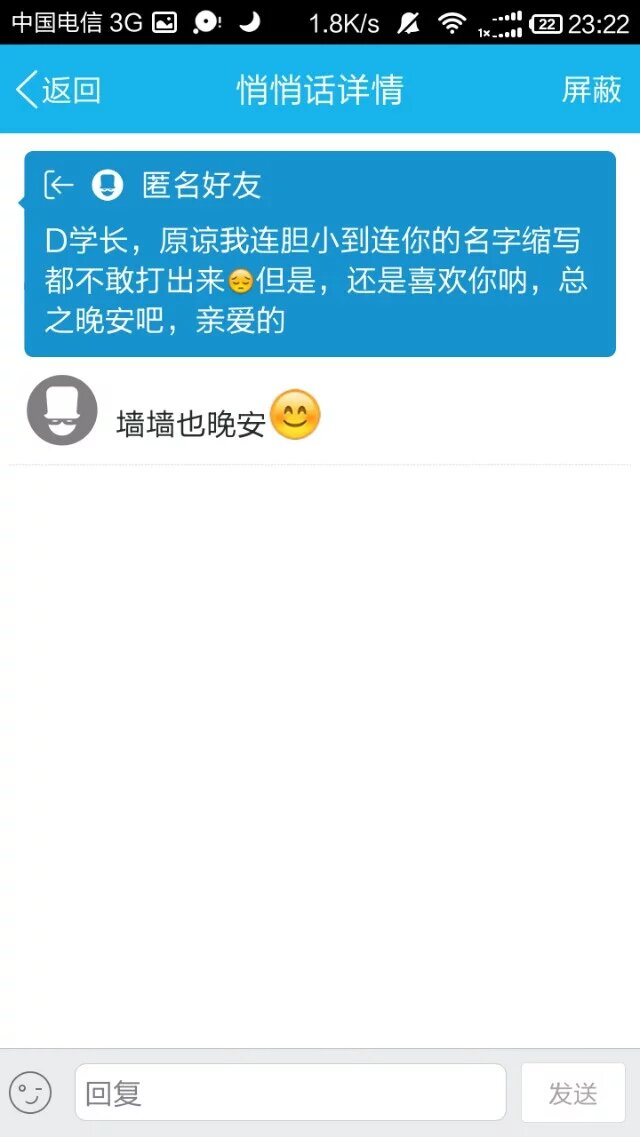 中国电信 3G 1.8K/s 1x 22 23:22
返回 悄悄话详情 屏蔽
匿名好友
D学长，原谅我连胆小到连你的名字缩写
都不敢打出来😔但是，还是喜欢你呐，总
之晚安吧，亲爱的
墙墙也晚安😊
回复 发送